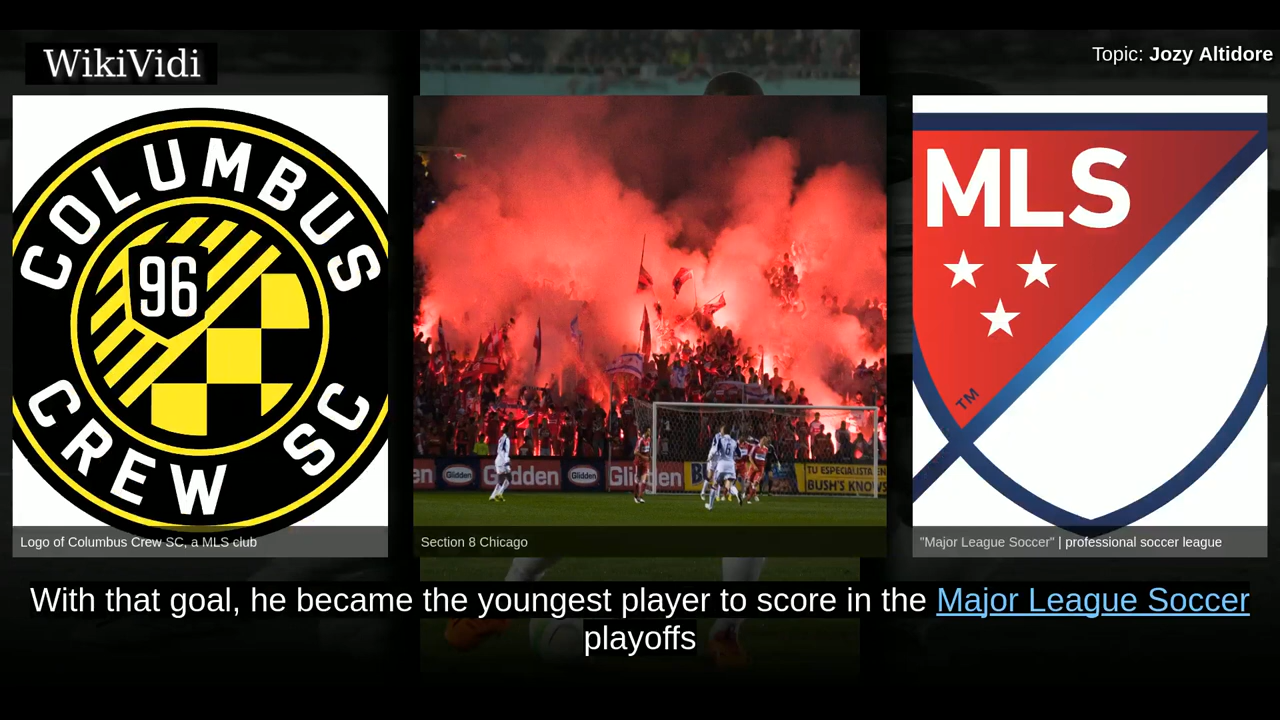 WikiVidi
Topic: Jozy Altidore
COLUMBUS
96
CREW SC
MLS
TM
en
Glidden
Glidden
Glidden
Glidden
TU ESPECIALISTA EN
BUSH'S KNOWS
Logo of Columbus Crew SC, a MLS club
Section 8 Chicago
"Major League Soccer" | professional soccer league
With that goal, he became the youngest player to score in the Major League Soccer
playoffs